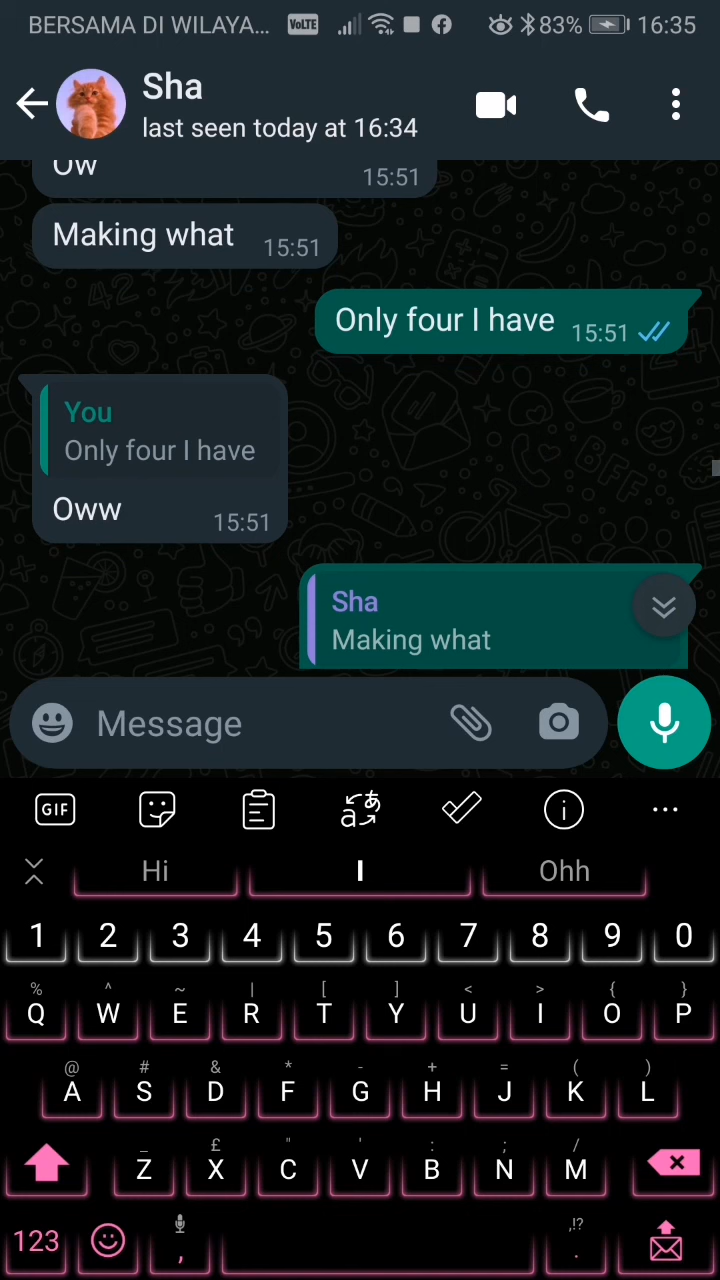 BERSAMA DI WILAYA... VoLTE 83% 16:35
Sha
last seen today at 16:34
Ow 15:51
Making what 15:51
Only four I have 15:51
You
Only four I have
Oww 15:51
Sha
Making what
Message
GIF
Hi I Ohh
1 2 3 4 5 6 7 8 9 0
% ^ ~ | [ ] < > { }
Q W E R T Y U I O P
@ # & * - + = ( )
A S D F G H J K L
_ £ " ' : ; /
Z X C V B N M
,!?
123 , .